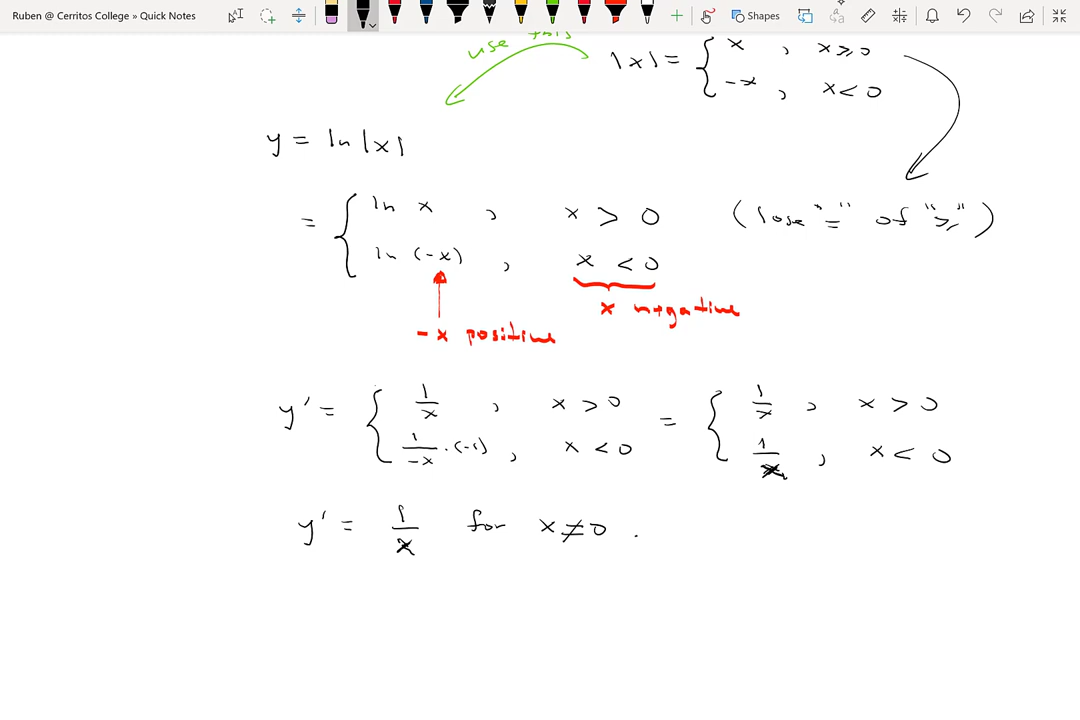 Ruben @ Cerritos College » Quick Notes
Shapes
use this
|x| = { x , x ≥ 0
-x , x < 0
y = ln |x|
= { ln x , x > 0 (lose "=" of "≥")
ln (-x) , x < 0
x negative
-x positive
y' = { 1/x , x > 0 = { 1/x , x > 0
1/-x · (-1) , x < 0 1/x , x < 0
y' = 1/x for x ≠ 0 .